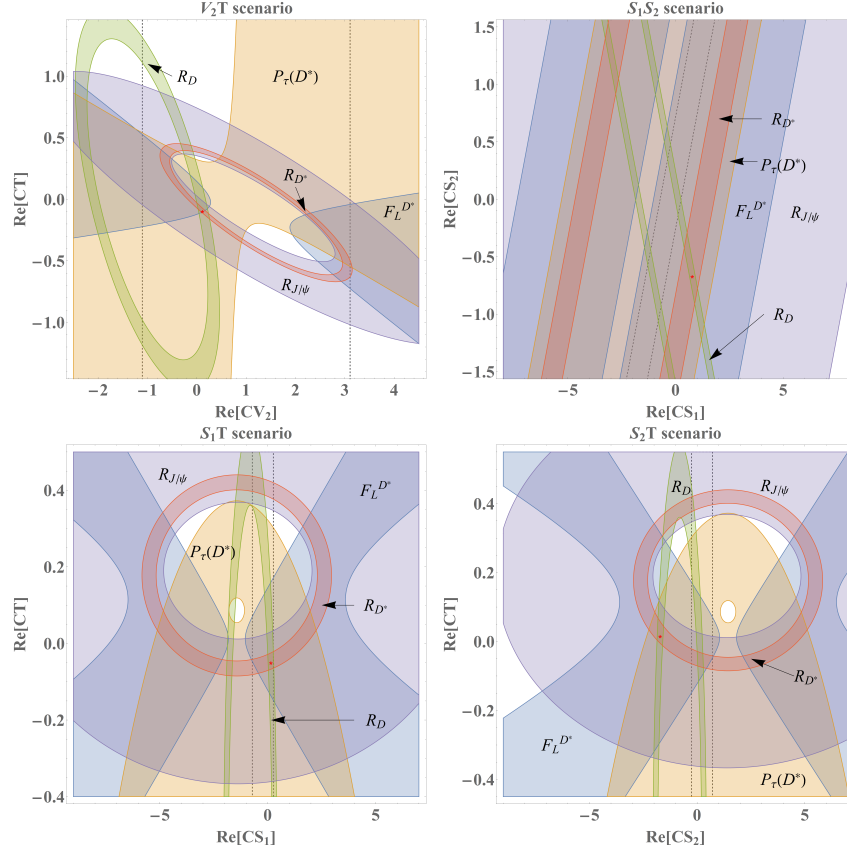 V₂T scenario
Re[CT]
1.0
0.5
0.0
−0.5
−1.0
R_D
P_τ(D*)
R_D*
F_L^D*
R_J/ψ
−2 −1 0 1 2 3 4
Re[CV₂]
S₁S₂ scenario
Re[CS₂]
1.5
1.0
0.5
0.0
−0.5
−1.0
−1.5
R_D*
P_τ(D*)
F_L^D*
R_J/ψ
R_D
−5 0 5
Re[CS₁]
S₁T scenario
Re[CT]
0.4
0.2
0.0
−0.2
−0.4
R_J/ψ
F_L^D*
P_τ(D*)
R_D*
R_D
−5 0 5
Re[CS₁]
S₂T scenario
Re[CT]
0.4
0.2
0.0
−0.2
−0.4
R_D
R_J/ψ
R_D*
F_L^D*
P_τ(D*)
−5 0 5
Re[CS₂]